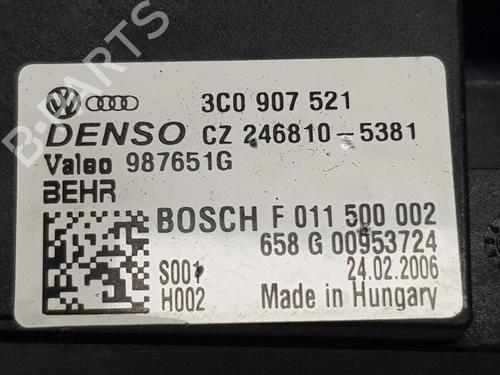 3C0 907 521
DENSO CZ 246810-5381
Valeo 987651G
BEHR
BOSCH F 011 500 002
658 G 00953724
S001 24.02.2006
H002 Made in Hungary
B-PARTS